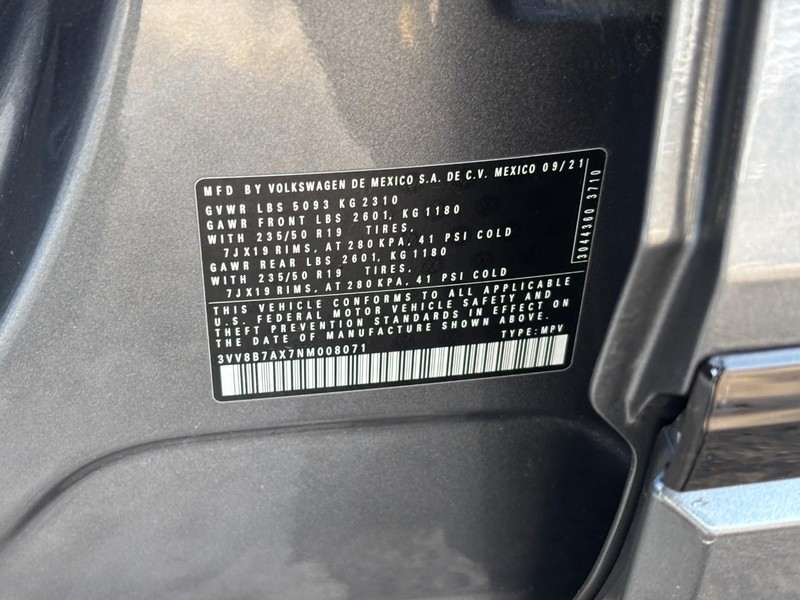 MFD BY VOLKSWAGEN DE MEXICO S.A. DE C.V. MEXICO 09/21
GVWR LBS 5093 KG 2310
GAWR FRONT LBS 2601, KG 1180
WITH 235/50 R19 TIRES,
7JX19 RIMS, AT 280 KPA, 41 PSI COLD
GAWR REAR LBS 2601, KG 1180
WITH 235/50 R19 TIRES,
7JX19 RIMS, AT 280 KPA, 41 PSI COLD
THIS VEHICLE CONFORMS TO ALL APPLICABLE
U.S. FEDERAL MOTOR VEHICLE SAFETY AND
THEFT PREVENTION STANDARDS IN EFFECT ON
THE DATE OF MANUFACTURE SHOWN ABOVE.
3VV8B7AX7NM008071 TYPE: MPV
3044360 3710